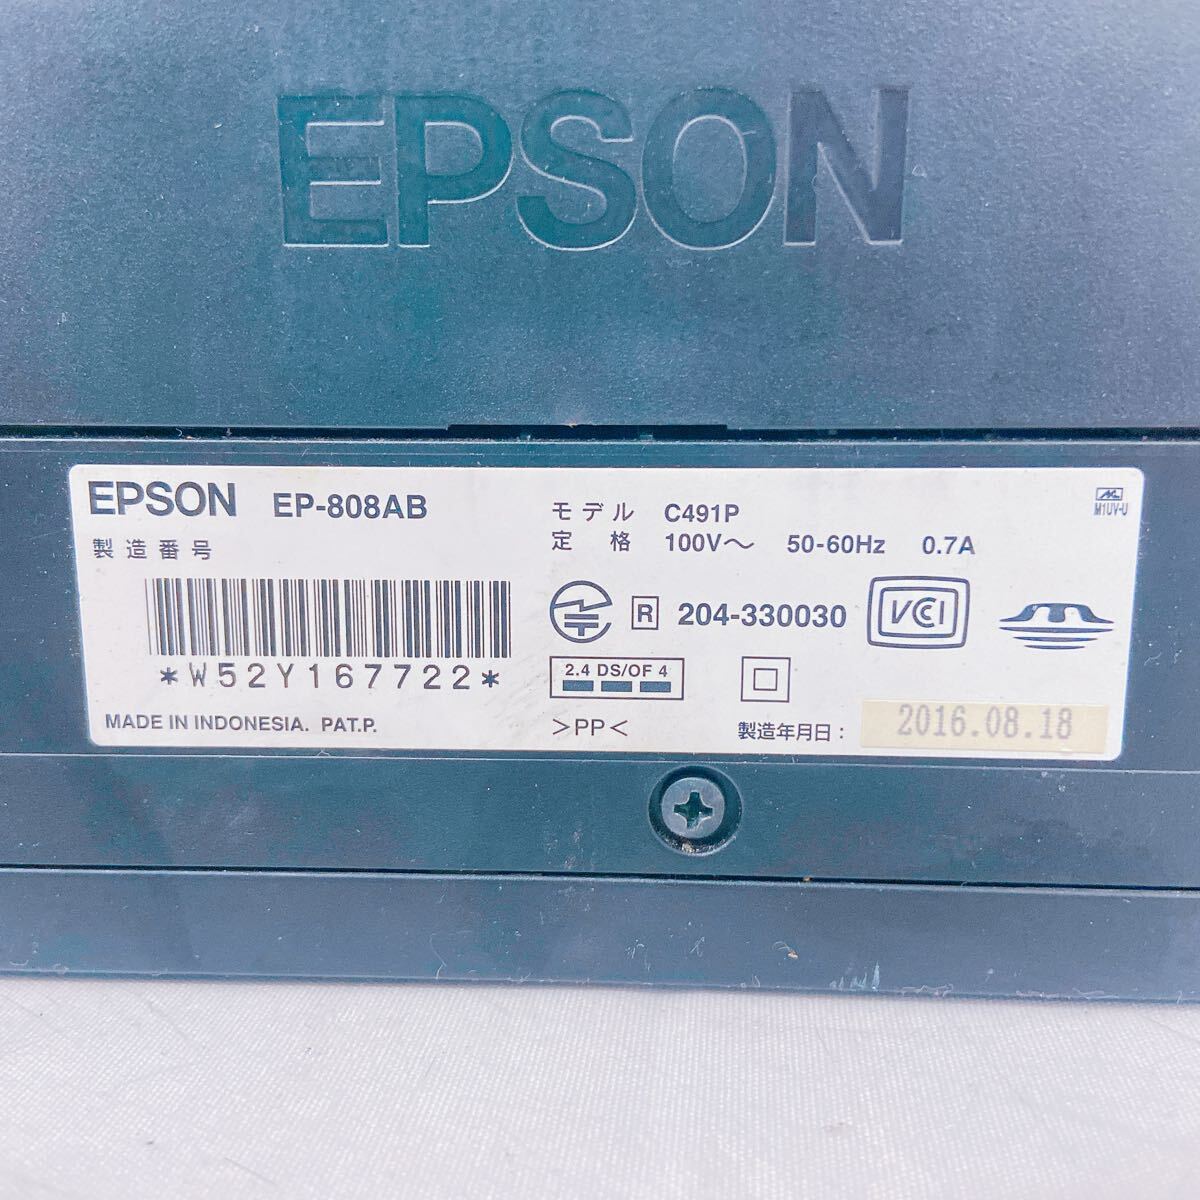 EPSON
EPSON EP-808AB
製造番号
*W52Y167722*
MADE IN INDONESIA. PAT.P.
モデル C491P
定格 100V～ 50-60Hz 0.7A
R 204-330030
VCCI
2.4 DS/OF 4
>PP<
製造年月日： 2016.08.18
M1UV-U